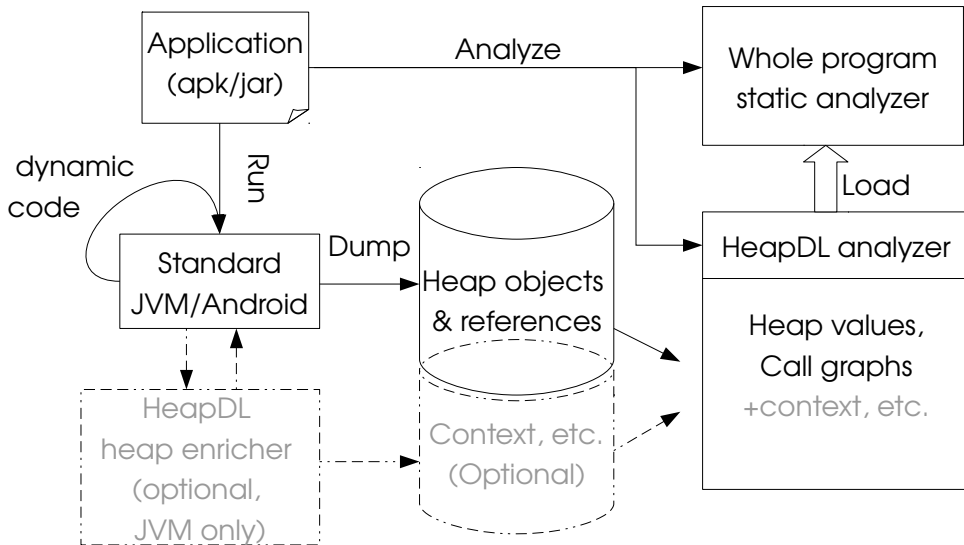 Application
(apk/jar)
Analyze
Whole program
static analyzer
dynamic
code
Run
Load
Standard
JVM/Android
Dump
Heap objects
& references
HeapDL analyzer
Heap values,
Call graphs
+context, etc.
HeapDL
heap enricher
(optional,
JVM only)
Context, etc.
(Optional)